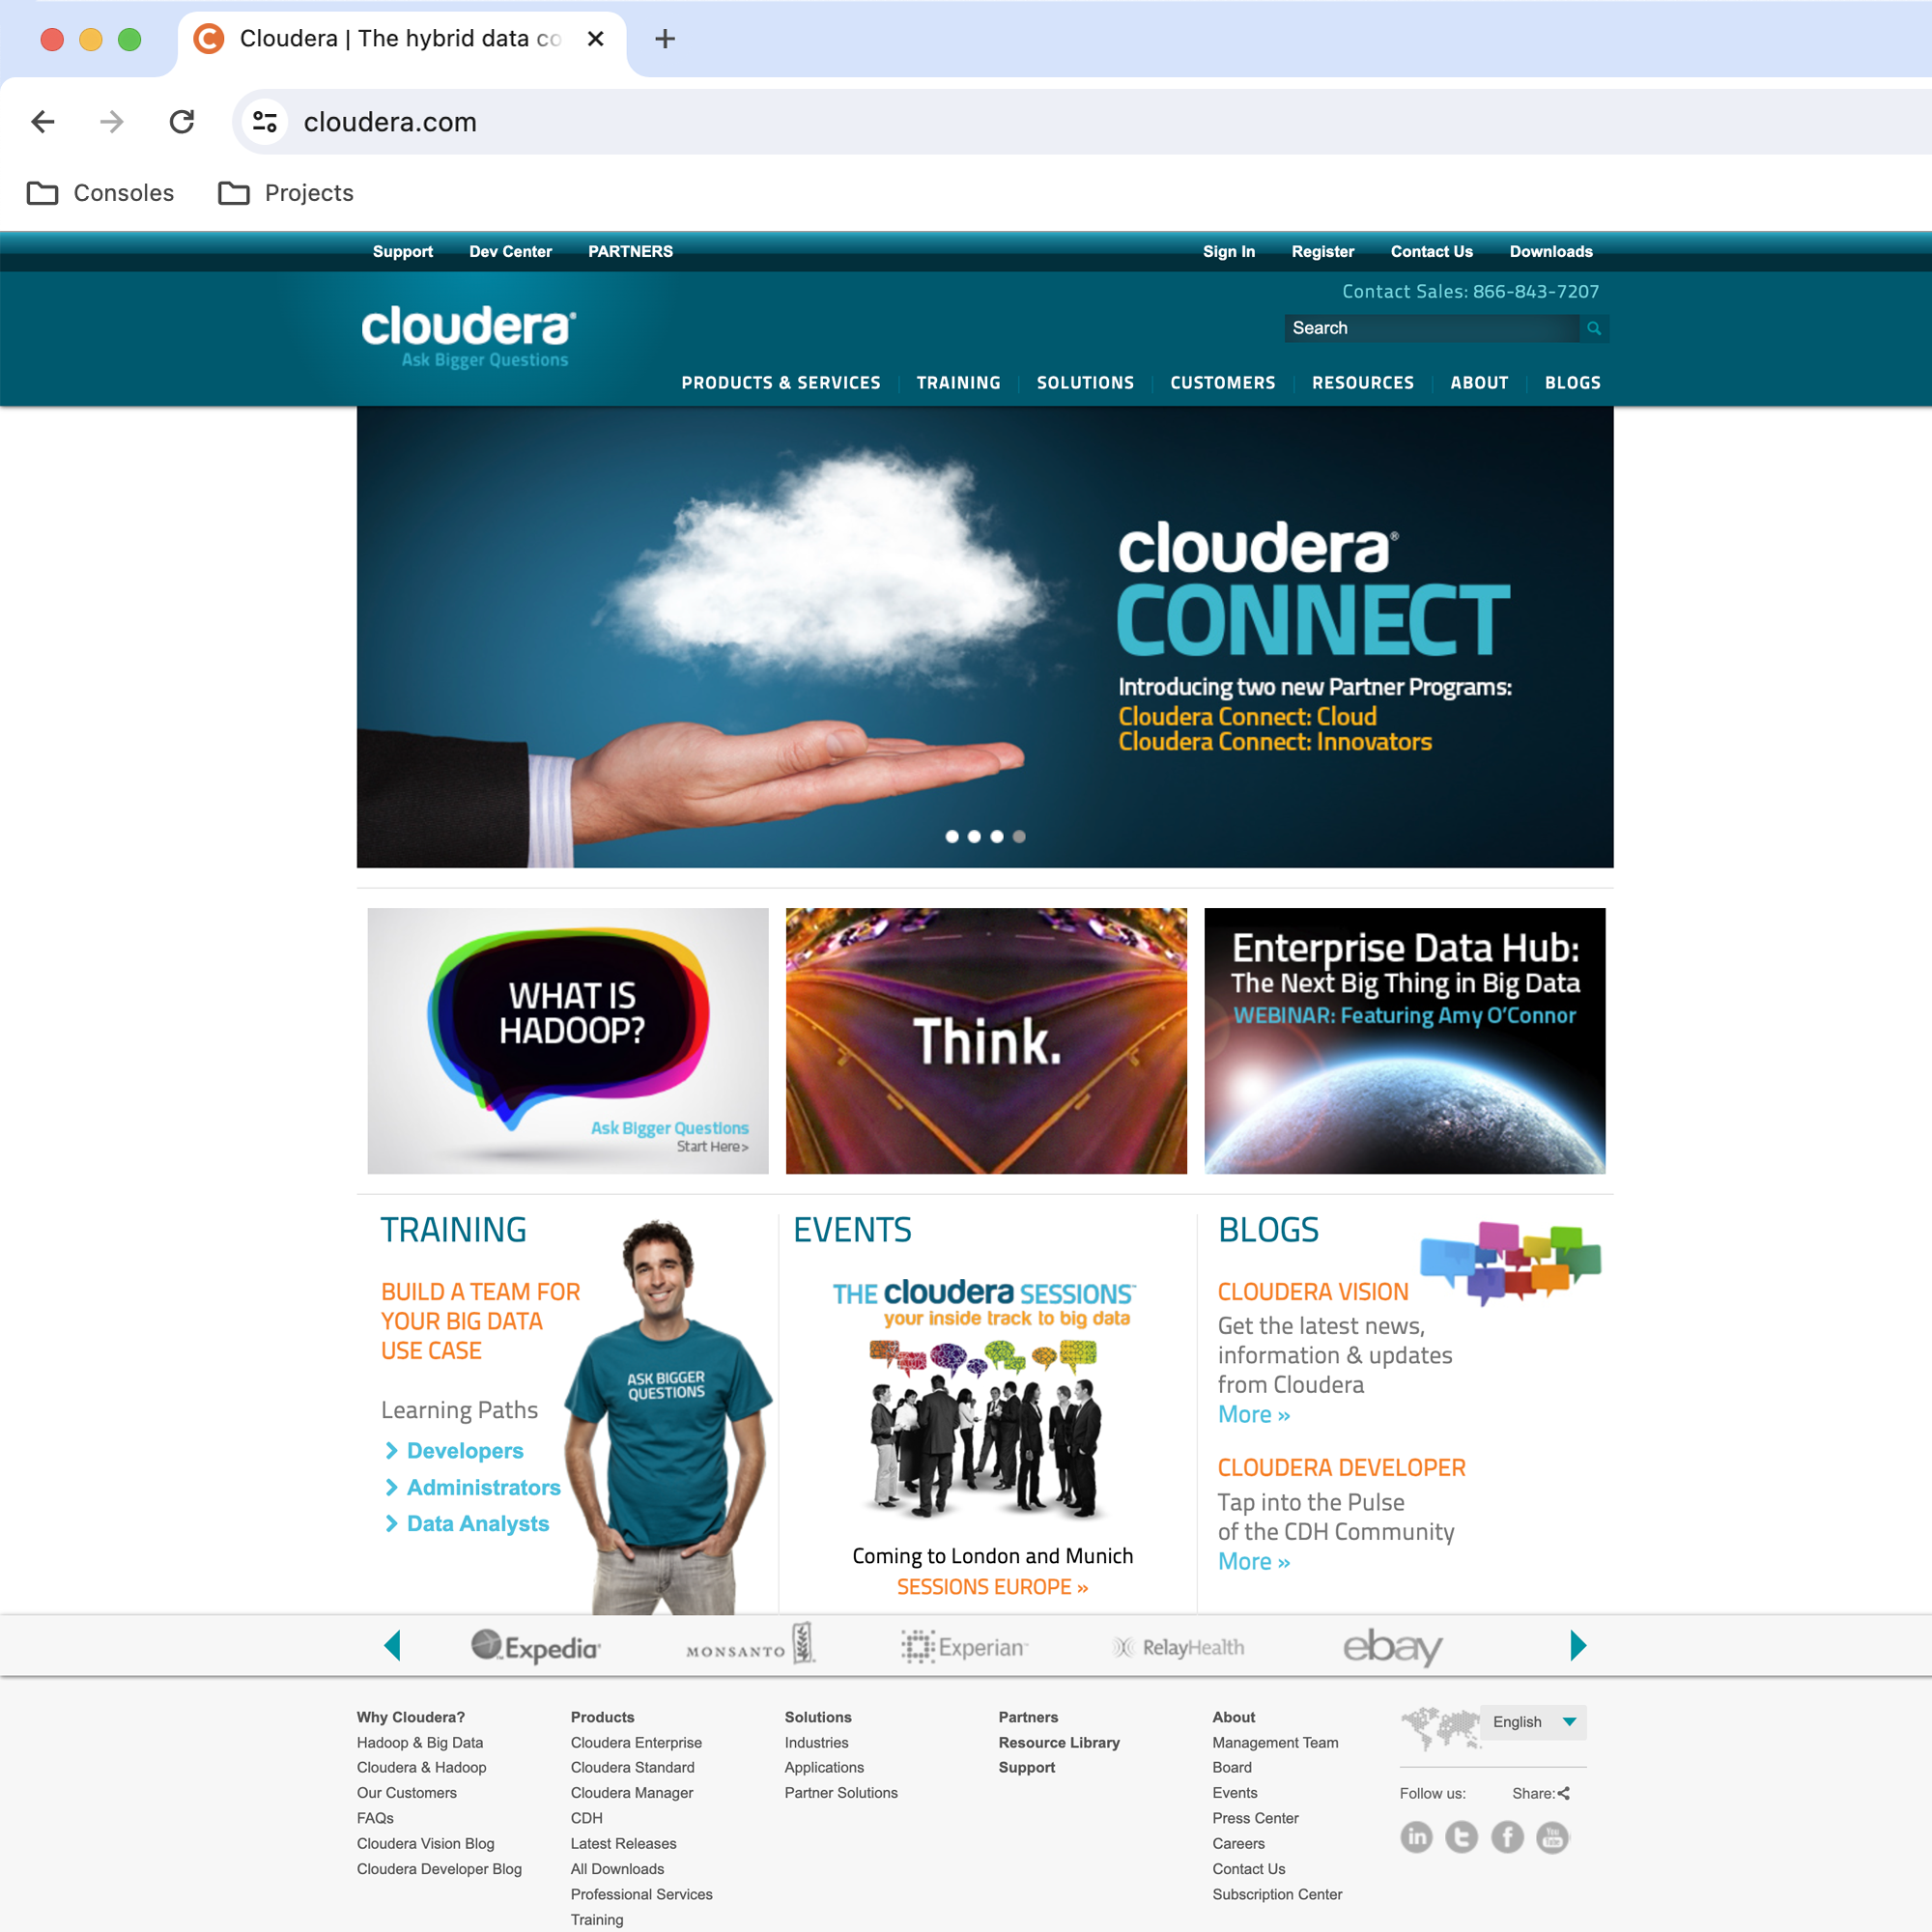 Cloudera | The hybrid data co
cloudera.com
Consoles
Projects
Support
Dev Center
PARTNERS
Sign In
Register
Contact Us
Downloads
Contact Sales: 866-843-7207
cloudera®
Ask Bigger Questions
Search
PRODUCTS & SERVICES
TRAINING
SOLUTIONS
CUSTOMERS
RESOURCES
ABOUT
BLOGS
cloudera®
CONNECT
Introducing two new Partner Programs:
Cloudera Connect: Cloud
Cloudera Connect: Innovators
WHAT IS
HADOOP?
Ask Bigger Questions
Start Here >
Think.
Enterprise Data Hub:
The Next Big Thing in Big Data
WEBINAR: Featuring Amy O'Connor
TRAINING
BUILD A TEAM FOR
YOUR BIG DATA
USE CASE
Learning Paths
Developers
Administrators
Data Analysts
ASK BIGGER
QUESTIONS
EVENTS
THE cloudera SESSIONS™
your inside track to big data
Coming to London and Munich
SESSIONS EUROPE »
BLOGS
CLOUDERA VISION
Get the latest news,
information & updates
from Cloudera
More »
CLOUDERA DEVELOPER
Tap into the Pulse
of the CDH Community
More »
Expedia
MONSANTO
Experian™
RelayHealth
ebay
Why Cloudera?
Hadoop & Big Data
Cloudera & Hadoop
Our Customers
FAQs
Cloudera Vision Blog
Cloudera Developer Blog
Products
Cloudera Enterprise
Cloudera Standard
Cloudera Manager
CDH
Latest Releases
All Downloads
Professional Services
Training
Solutions
Industries
Applications
Partner Solutions
Partners
Resource Library
Support
About
Management Team
Board
Events
Press Center
Careers
Contact Us
Subscription Center
English
Follow us:
Share:
in
t
f
You
Tube